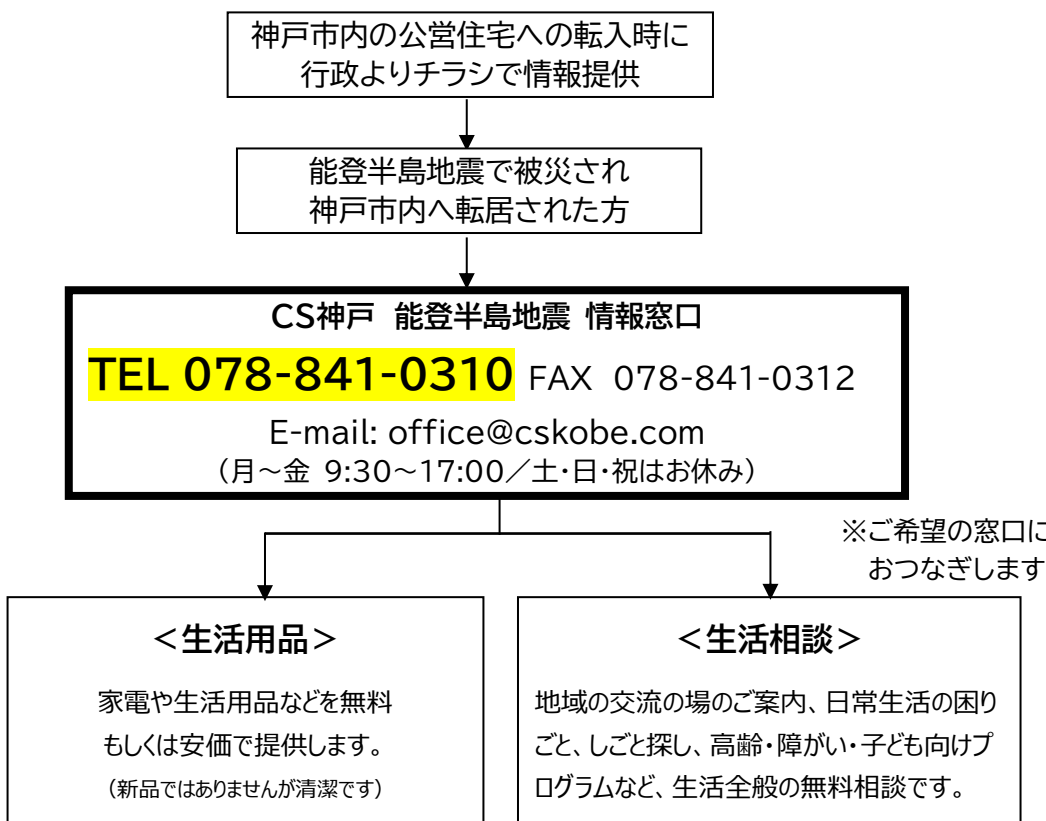 神戸市内の公営住宅への転入時に
行政よりチラシで情報提供
能登半島地震で被災され
神戸市内へ転居された方
CS神戸 能登半島地震 情報窓口
TEL 078-841-0310 FAX 078-841-0312
E-mail: office@cskobe.com
（月～金 9:30～17:00／土・日・祝はお休み）
※ご希望の窓口に
おつなぎします
＜生活用品＞
家電や生活用品などを無料
もしくは安価で提供します。
（新品ではありませんが清潔です）
＜生活相談＞
地域の交流の場のご案内、日常生活の困り
ごと、しごと探し、高齢・障がい・子ども向けプ
ログラムなど、生活全般の無料相談です。